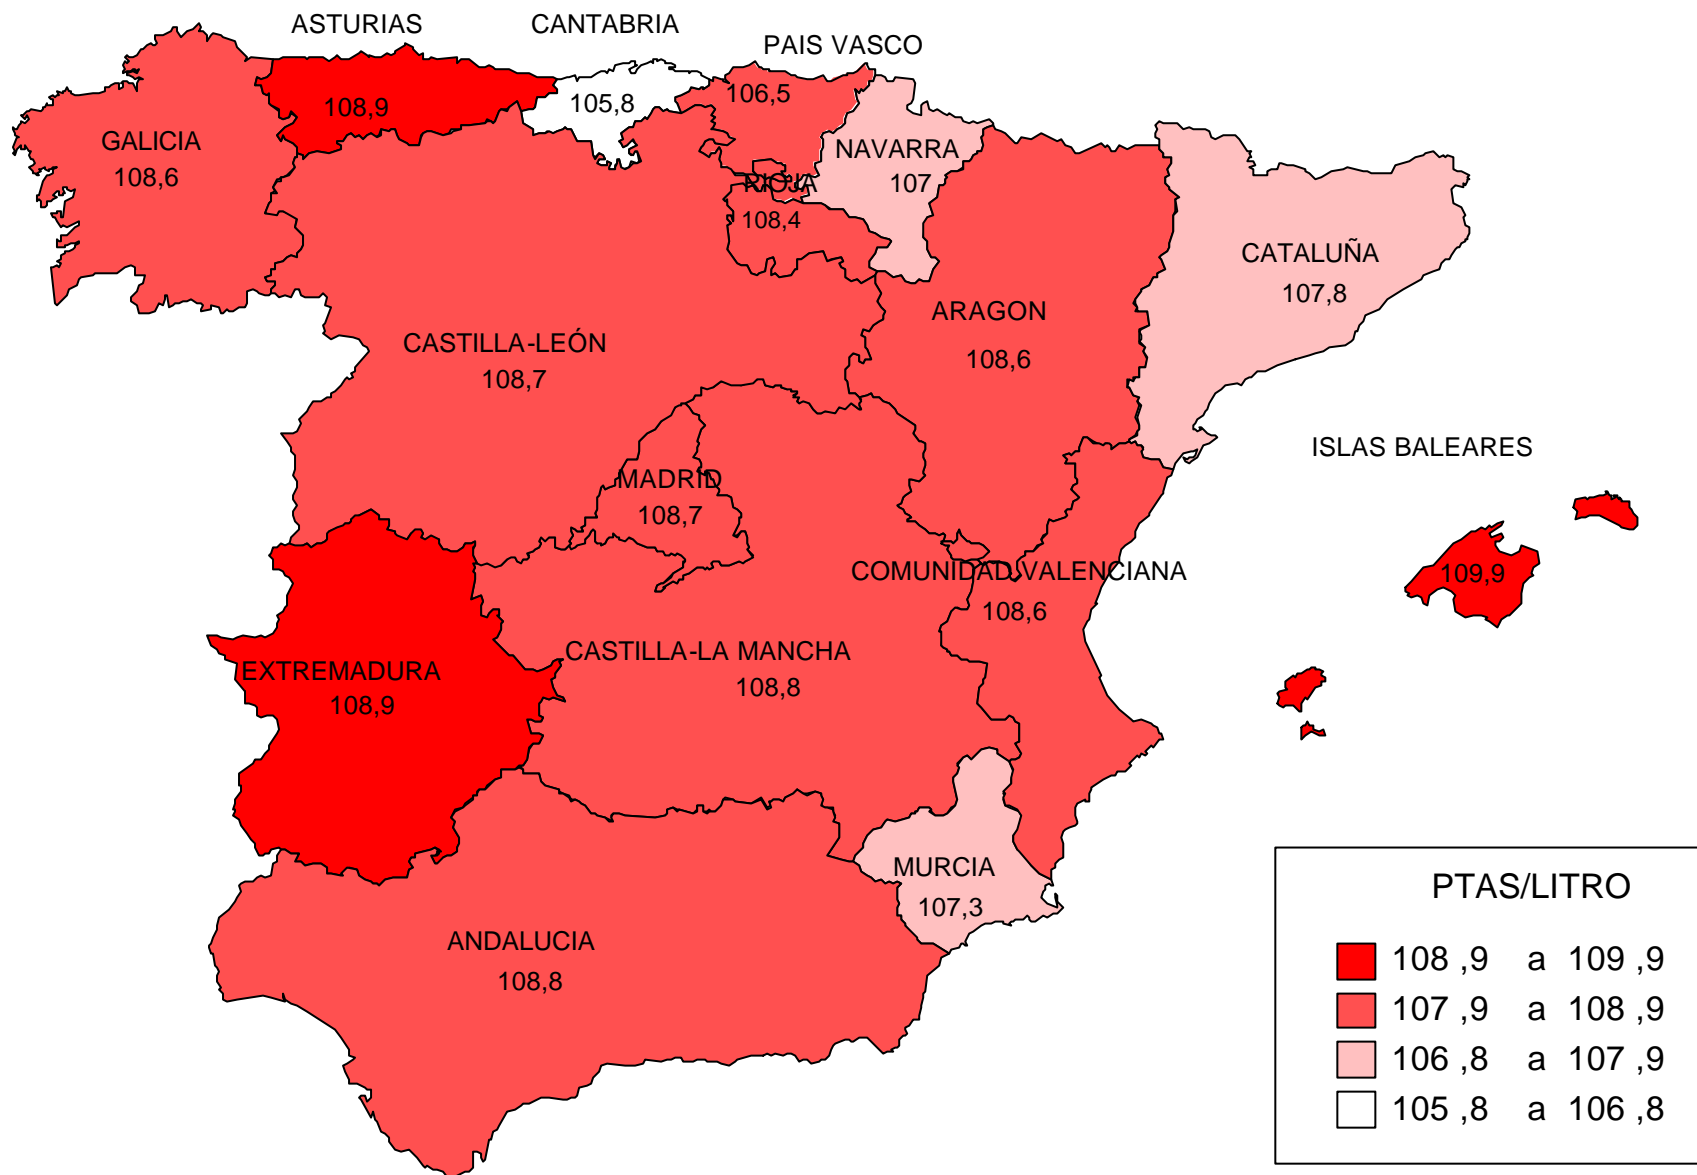 ASTURIAS
108,9
CANTABRIA
105,8
PAIS VASCO
106,5
GALICIA
108,6
NAVARRA
107
RIOJA
108,4
CATALUÑA
107,8
ARAGON
108,6
CASTILLA-LEÓN
108,7
ISLAS BALEARES
109,9
MADRID
108,7
COMUNIDAD VALENCIANA
108,6
CASTILLA-LA MANCHA
108,8
EXTREMADURA
108,9
MURCIA
107,3
ANDALUCIA
108,8
PTAS/LITRO
108 ,9 a 109 ,9
107 ,9 a 108 ,9
106 ,8 a 107 ,9
105 ,8 a 106 ,8